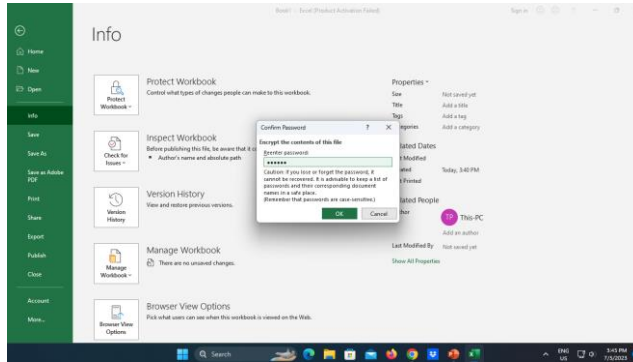 Book1 - Excel (Product Activation Failed)
Sign in
Info
Home
New
Open
Info
Save
Save As
Save as Adobe
PDF
Print
Share
Export
Publish
Close
Account
More...
Protect
Workbook
Protect Workbook
Control what types of changes people can make to this workbook.
Check for
Issues
Inspect Workbook
Before publishing this file, be aware that it co
Author's name and absolute path
Version
History
Version History
View and restore previous versions.
Manage
Workbook
Manage Workbook
There are no unsaved changes.
Browser View
Options
Browser View Options
Pick what users can see when this workbook is viewed on the Web.
Confirm Password
? ×
Encrypt the contents of this file
Reenter password:
••••••
Caution: If you lose or forget the password, it
cannot be recovered. It is advisable to keep a list of
passwords and their corresponding document
names in a safe place.
(Remember that passwords are case-sensitive.)
OK
Cancel
Properties
Size Not saved yet
Title Add a title
Tags Add a tag
egories Add a category
lated Dates
t Modified
ated Today, 3:40 PM
t Printed
lated People
hor
TP This-PC
Add an author
Last Modified By Not saved yet
Show All Properties
Search
ENG
US
3:45 PM
7/5/2023